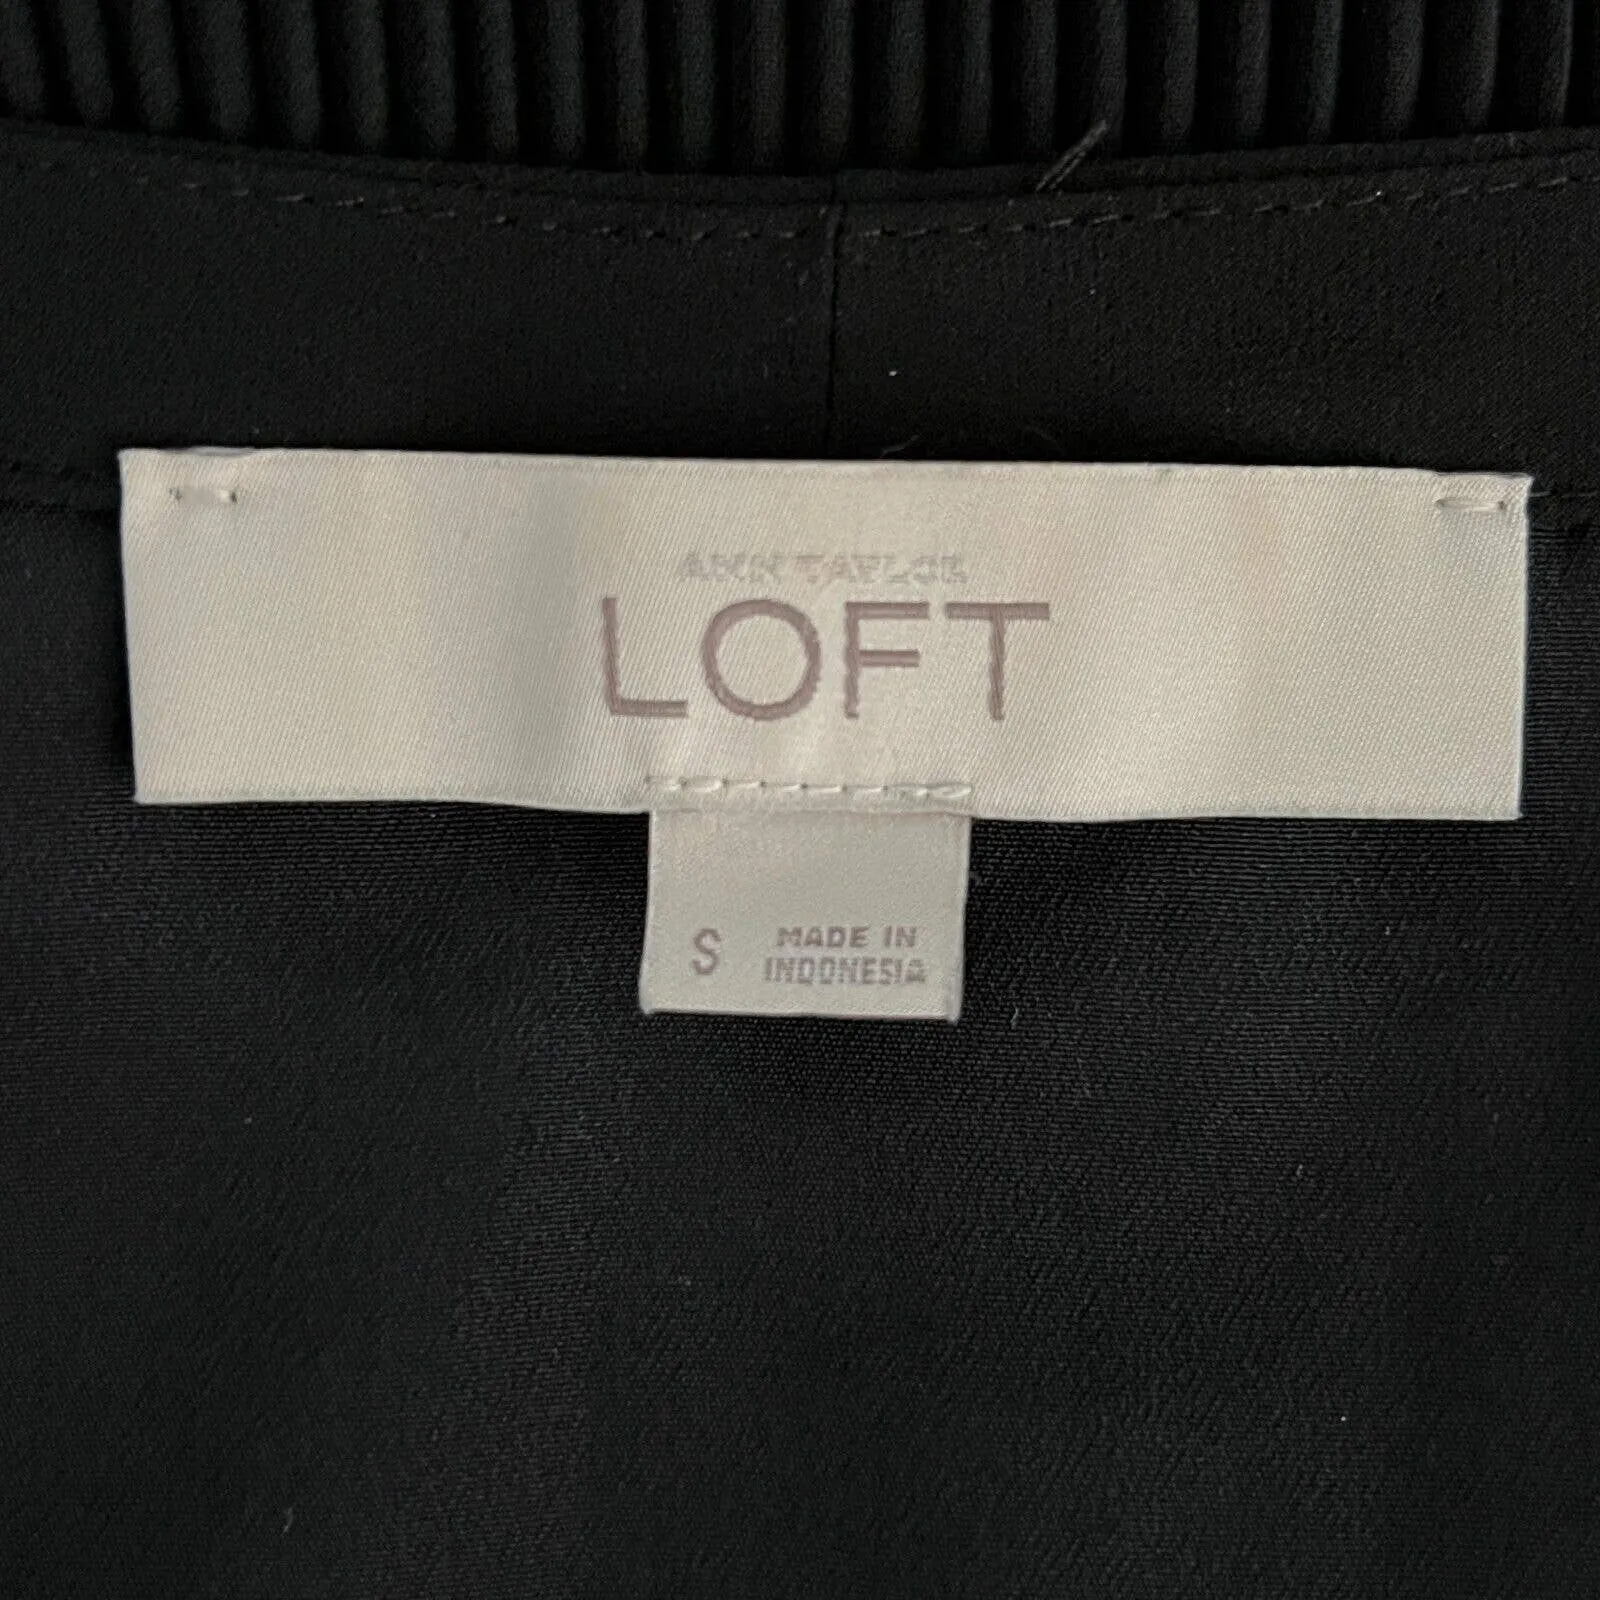 ANN TAYLOR
LOFT
S
MADE IN
INDONESIA